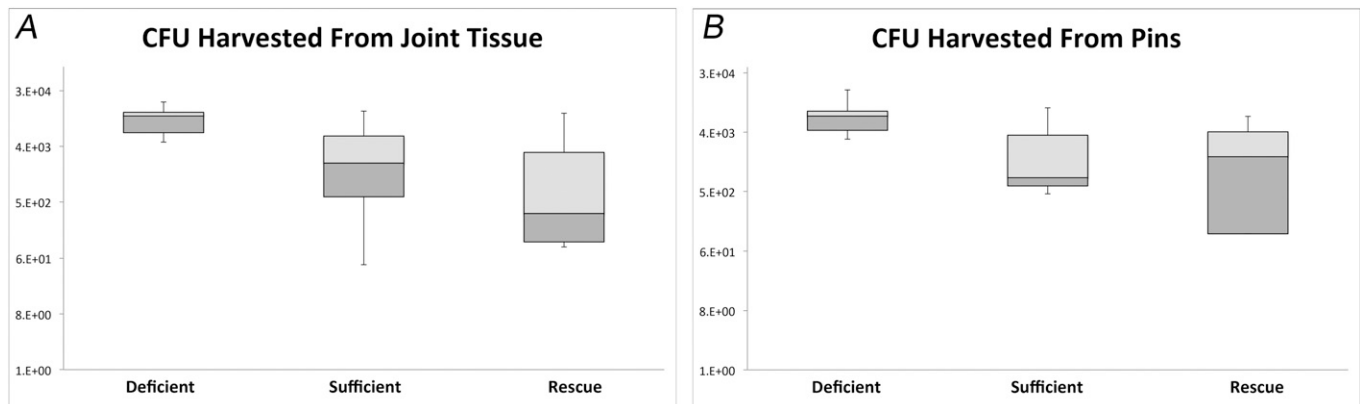 A
CFU Harvested From Joint Tissue
3.E+04
4.E+03
5.E+02
6.E+01
8.E+00
1.E+00
Deficient
Sufficient
Rescue
B
CFU Harvested From Pins
3.E+04
4.E+03
5.E+02
6.E+01
8.E+00
1.E+00
Deficient
Sufficient
Rescue